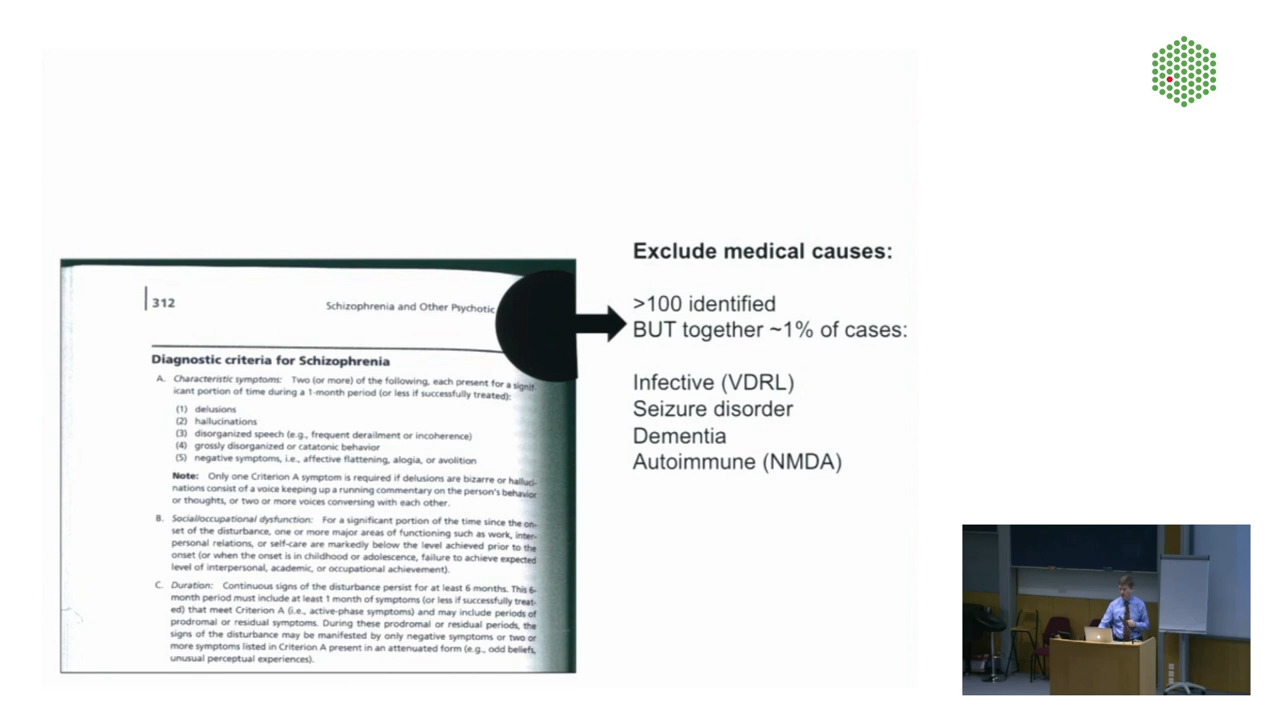 312
Schizophrenia and Other Psychotic
Diagnostic criteria for Schizophrenia
A. Characteristic symptoms: Two (or more) of the following, each present for a signif-
icant portion of time during a 1-month period (or less if successfully treated):
(1) delusions
(2) hallucinations
(3) disorganized speech (e.g., frequent derailment or incoherence)
(4) grossly disorganized or catatonic behavior
(5) negative symptoms, i.e., affective flattening, alogia, or avolition
Note: Only one Criterion A symptom is required if delusions are bizarre or halluci-
nations consist of a voice keeping up a running commentary on the person's behavior
or thoughts, or two or more voices conversing with each other.
B. Social/occupational dysfunction: For a significant portion of the time since the on-
set of the disturbance, one or more major areas of functioning such as work, inter-
personal relations, or self-care are markedly below the level achieved prior to the
onset (or when the onset is in childhood or adolescence, failure to achieve expected
level of interpersonal, academic, or occupational achievement).
C. Duration: Continuous signs of the disturbance persist for at least 6 months. This 6-
month period must include at least 1 month of symptoms (or less if successfully treat-
ed) that meet Criterion A (i.e., active-phase symptoms) and may include periods of
prodromal or residual symptoms. During these prodromal or residual periods, the
signs of the disturbance may be manifested by only negative symptoms or two or
more symptoms listed in Criterion A present in an attenuated form (e.g., odd beliefs,
unusual perceptual experiences).
Exclude medical causes:
>100 identified
BUT together ~1% of cases:
Infective (VDRL)
Seizure disorder
Dementia
Autoimmune (NMDA)